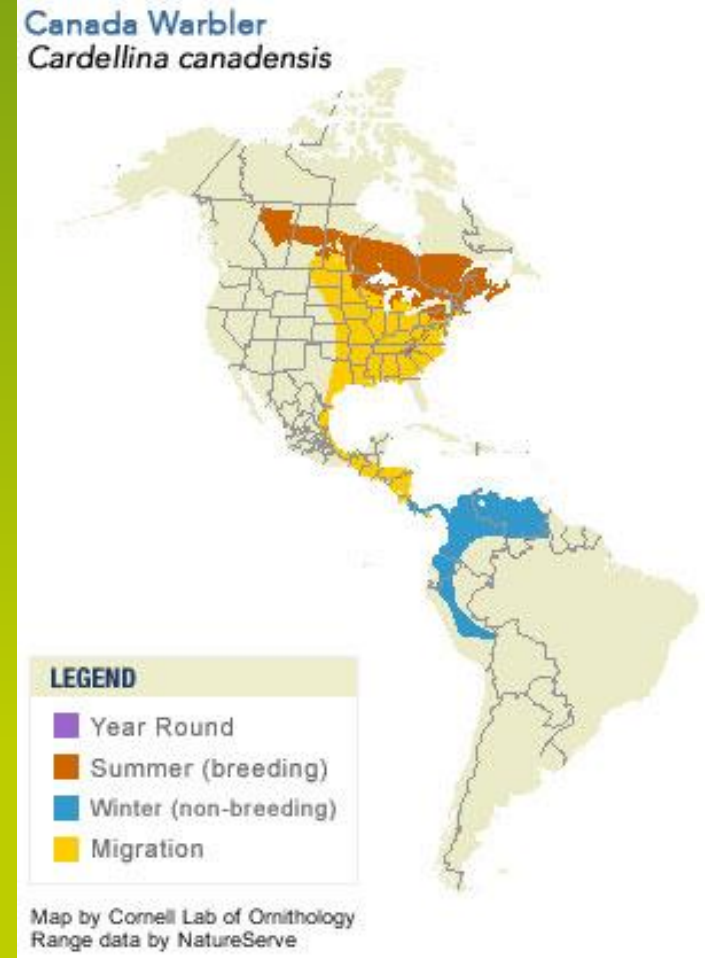 Canada Warbler
Cardellina canadensis
LEGEND
Year Round
Summer (breeding)
Winter (non-breeding)
Migration
Map by Cornell Lab of Ornithology
Range data by NatureServe